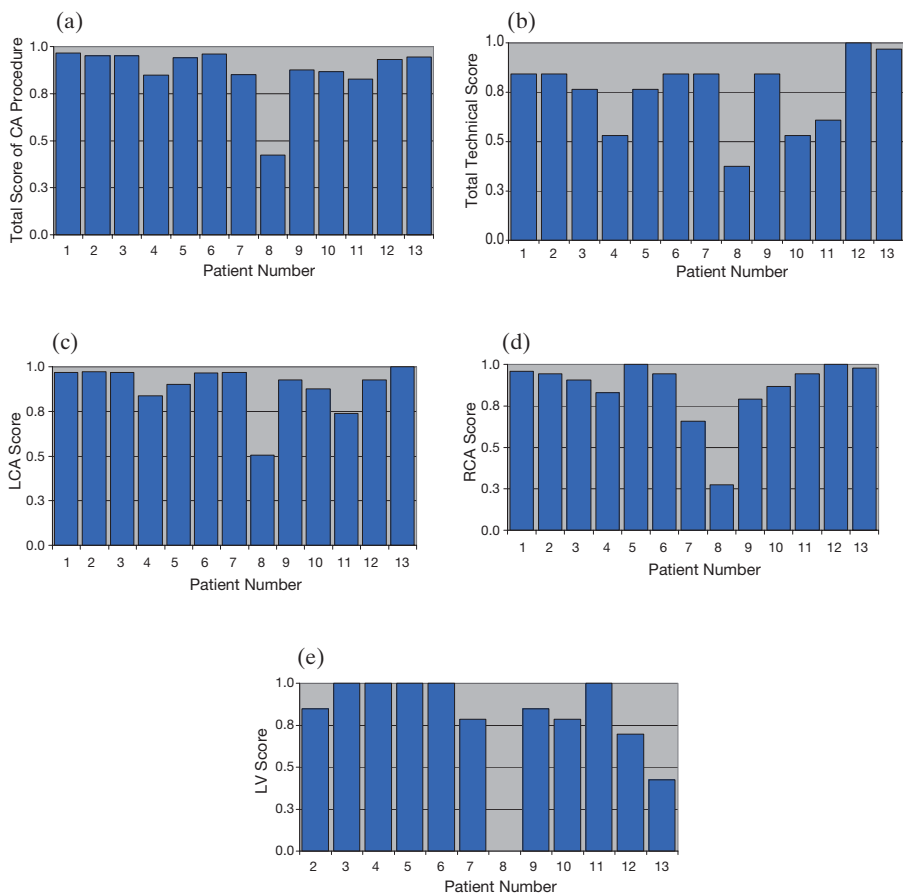 (a)
Total Score of CA Procedure
1.0
0.8
0.5
0.3
0.0
1 2 3 4 5 6 7 8 9 10 11 12 13
Patient Number
(b)
Total Technical Score
1.0
0.8
0.5
0.3
0.0
1 2 3 4 5 6 7 8 9 10 11 12 13
Patient Number
(c)
LCA Score
1.0
0.8
0.5
0.3
0.0
1 2 3 4 5 6 7 8 9 10 11 12 13
Patient Number
(d)
RCA Score
1.0
0.8
0.5
0.3
0.0
1 2 3 4 5 6 7 8 9 10 11 12 13
Patient Number
(e)
LV Score
1.0
0.8
0.5
0.3
0.0
2 3 4 5 6 7 8 9 10 11 12 13
Patient Number